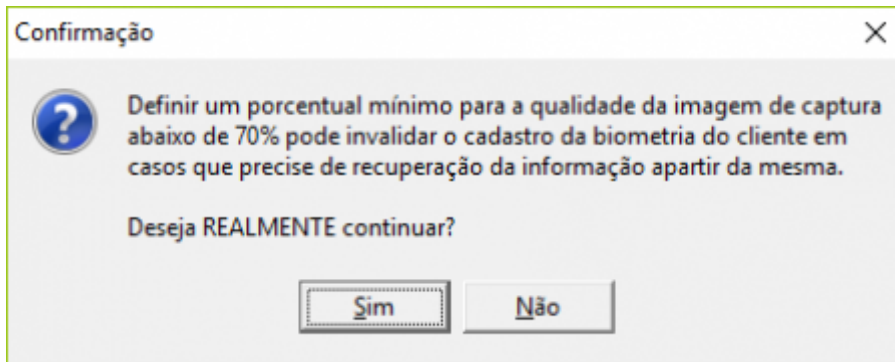 Confirmação
Definir um porcentual mínimo para a qualidade da imagem de captura
abaixo de 70% pode invalidar o cadastro da biometria do cliente em
casos que precise de recuperação da informação apartir da mesma.
Deseja REALMENTE continuar?
Sim
Não